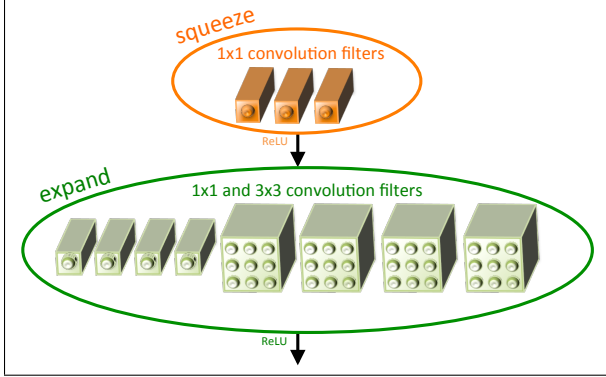 squeeze
1x1 convolution filters
ReLU
expand
1x1 and 3x3 convolution filters
ReLU